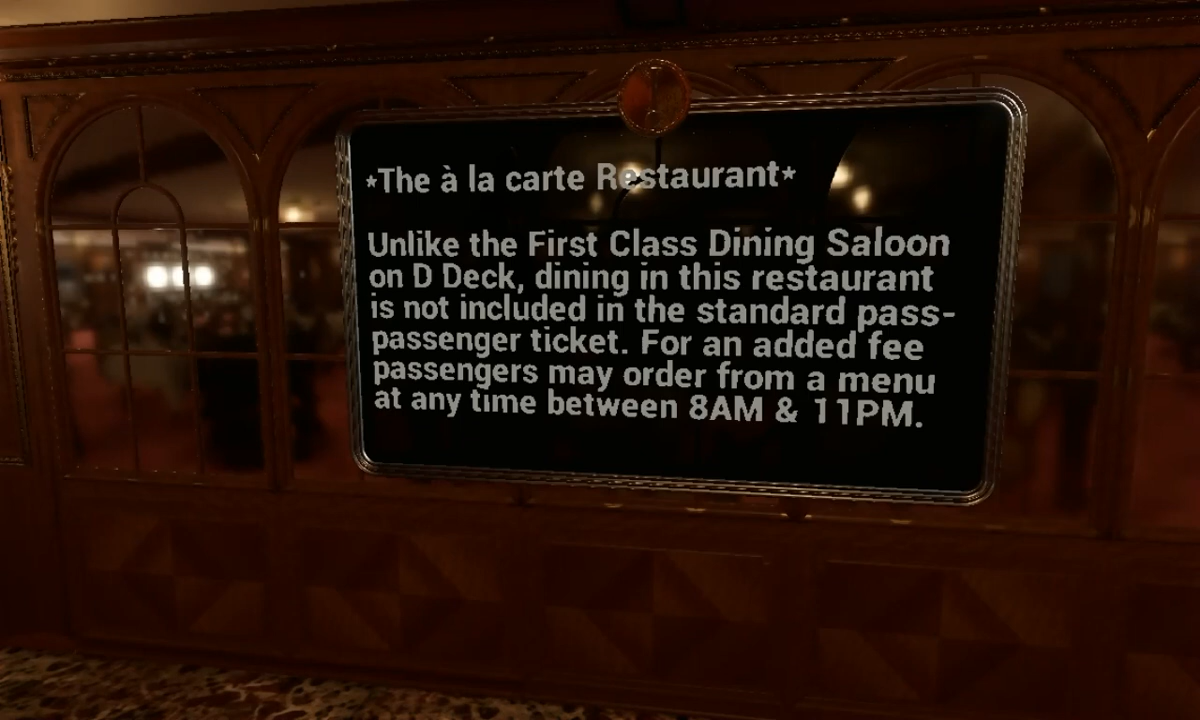 *The à la carte Restaurant*
Unlike the First Class Dining Saloon
on D Deck, dining in this restaurant
is not included in the standard pass-
passenger ticket. For an added fee
passengers may order from a menu
at any time between 8AM & 11PM.